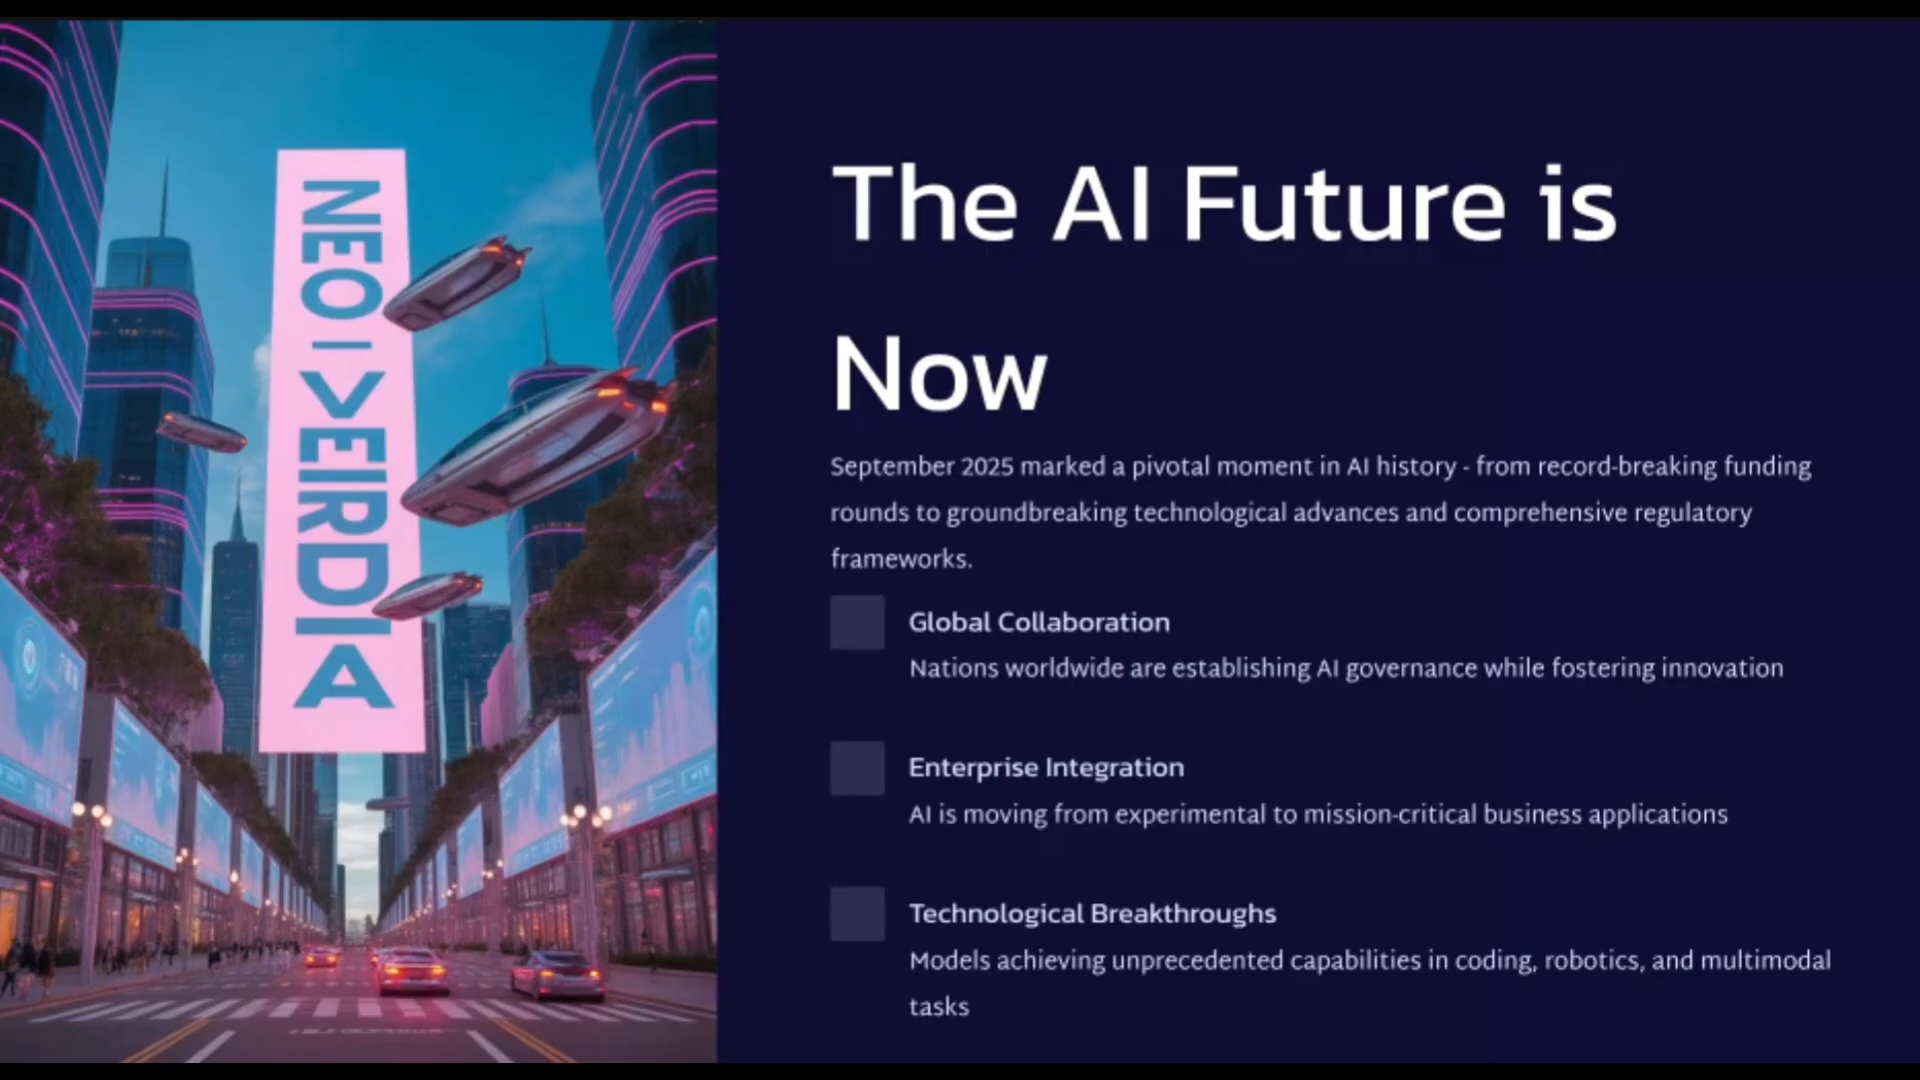 NEO-VERDIA
The AI Future is
Now
September 2025 marked a pivotal moment in AI history - from record-breaking funding
rounds to groundbreaking technological advances and comprehensive regulatory
frameworks.
Global Collaboration
Nations worldwide are establishing AI governance while fostering innovation
Enterprise Integration
AI is moving from experimental to mission-critical business applications
Technological Breakthroughs
Models achieving unprecedented capabilities in coding, robotics, and multimodal
tasks